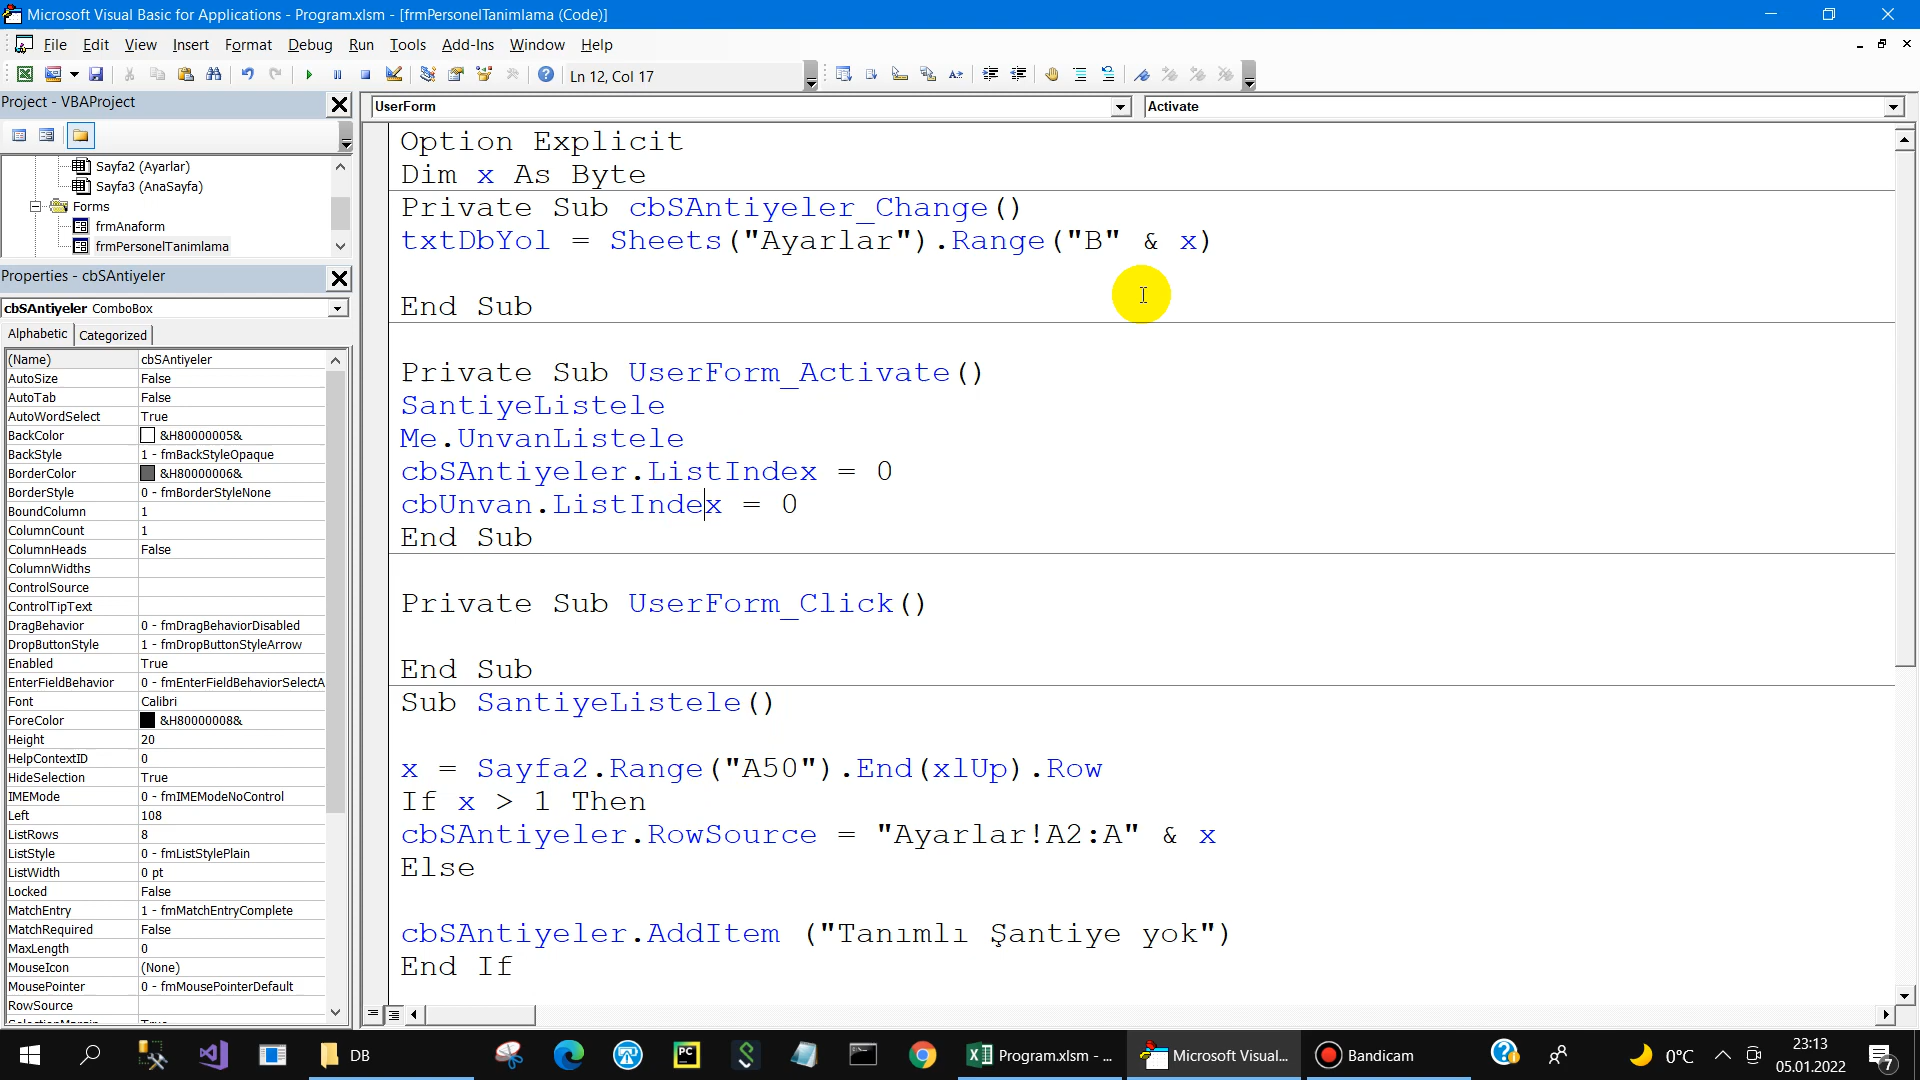 Microsoft Visual Basic for Applications - Program.xlsm - [frmPersonelTanimlama (Code)]
File Edit View Insert Format Debug Run Tools Add-Ins Window Help
Ln 12, Col 17
Project - VBAProject
UserForm
Activate
Sayfa2 (Ayarlar)
Sayfa3 (AnaSayfa)
Forms
frmAnaform
frmPersonelTanimlama
Properties - cbSAntiyeler
cbSAntiyeler ComboBox
Alphabetic Categorized
(Name) cbSAntiyeler
AutoSize False
AutoTab False
AutoWordSelect True
BackColor &H80000005&
BackStyle 1 - fmBackStyleOpaque
BorderColor &H80000006&
BorderStyle 0 - fmBorderStyleNone
BoundColumn 1
ColumnCount 1
ColumnHeads False
ColumnWidths
ControlSource
ControlTipText
DragBehavior 0 - fmDragBehaviorDisabled
DropButtonStyle 1 - fmDropButtonStyleArrow
Enabled True
EnterFieldBehavior 0 - fmEnterFieldBehaviorSelectA
Font Calibri
ForeColor &H80000008&
Height 20
HelpContextID 0
HideSelection True
IMEMode 0 - fmIMEModeNoControl
Left 108
ListRows 8
ListStyle 0 - fmListStylePlain
ListWidth 0 pt
Locked False
MatchEntry 1 - fmMatchEntryComplete
MatchRequired False
MaxLength 0
MouseIcon (None)
MousePointer 0 - fmMousePointerDefault
RowSource
Option Explicit
Dim x As Byte
Private Sub cbSAntiyeler_Change()
txtDbYol = Sheets("Ayarlar").Range("B" & x)
End Sub
Private Sub UserForm_Activate()
SantiyeListele
Me.UnvanListele
cbSAntiyeler.ListIndex = 0
cbUnvan.ListIndex = 0
End Sub
Private Sub UserForm_Click()
End Sub
Sub SantiyeListele()
x = Sayfa2.Range("A50").End(xlUp).Row
If x > 1 Then
cbSAntiyeler.RowSource = "Ayarlar!A2:A" & x
Else
cbSAntiyeler.AddItem ("Tanımlı Şantiye yok")
End If
DB
PC
Program.xlsm - ...
Microsoft Visual...
Bandicam
0°C
23:13
05.01.2022
7